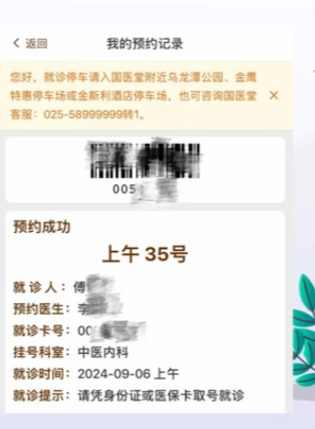 返回
我的预约记录
您好，就诊停车请入国医堂附近乌龙潭公园、金鹰
特惠停车场或金斯利酒店停车场，也可咨询国医堂
客服：025-58999999转1。
005
预约成功
上午 35号
就诊人：傅
预约医生：李
就诊卡号：00
挂号科室：中医内科
就诊时间：2024-09-06 上午
就诊提示：请凭身份证或医保卡取号就诊